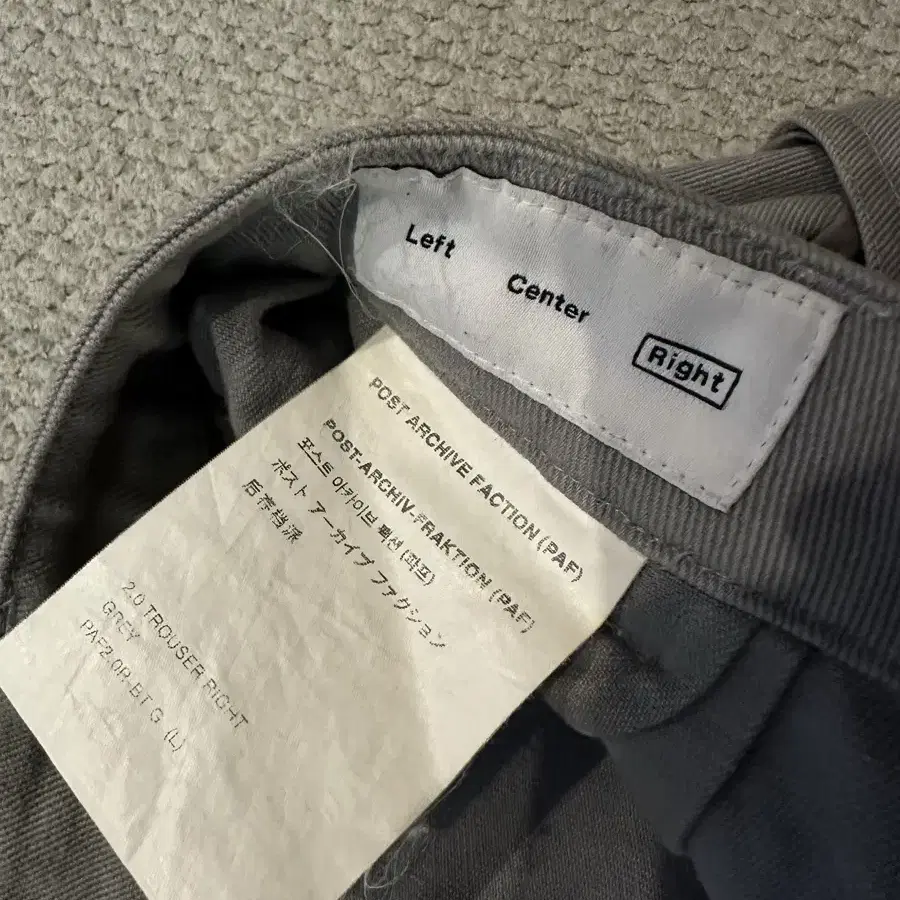 Left
Center
Right
POST ARCHIVE FACTION (PAF)
POST-ARCHIV-FRAKTION (PAF)
포스트 아카이브 팩션 (파프)
ポスト アーカイブ ファクション
后存档派
2.0 TROUSER RIGHT
GREY
PAF2.0R-BT G (L)